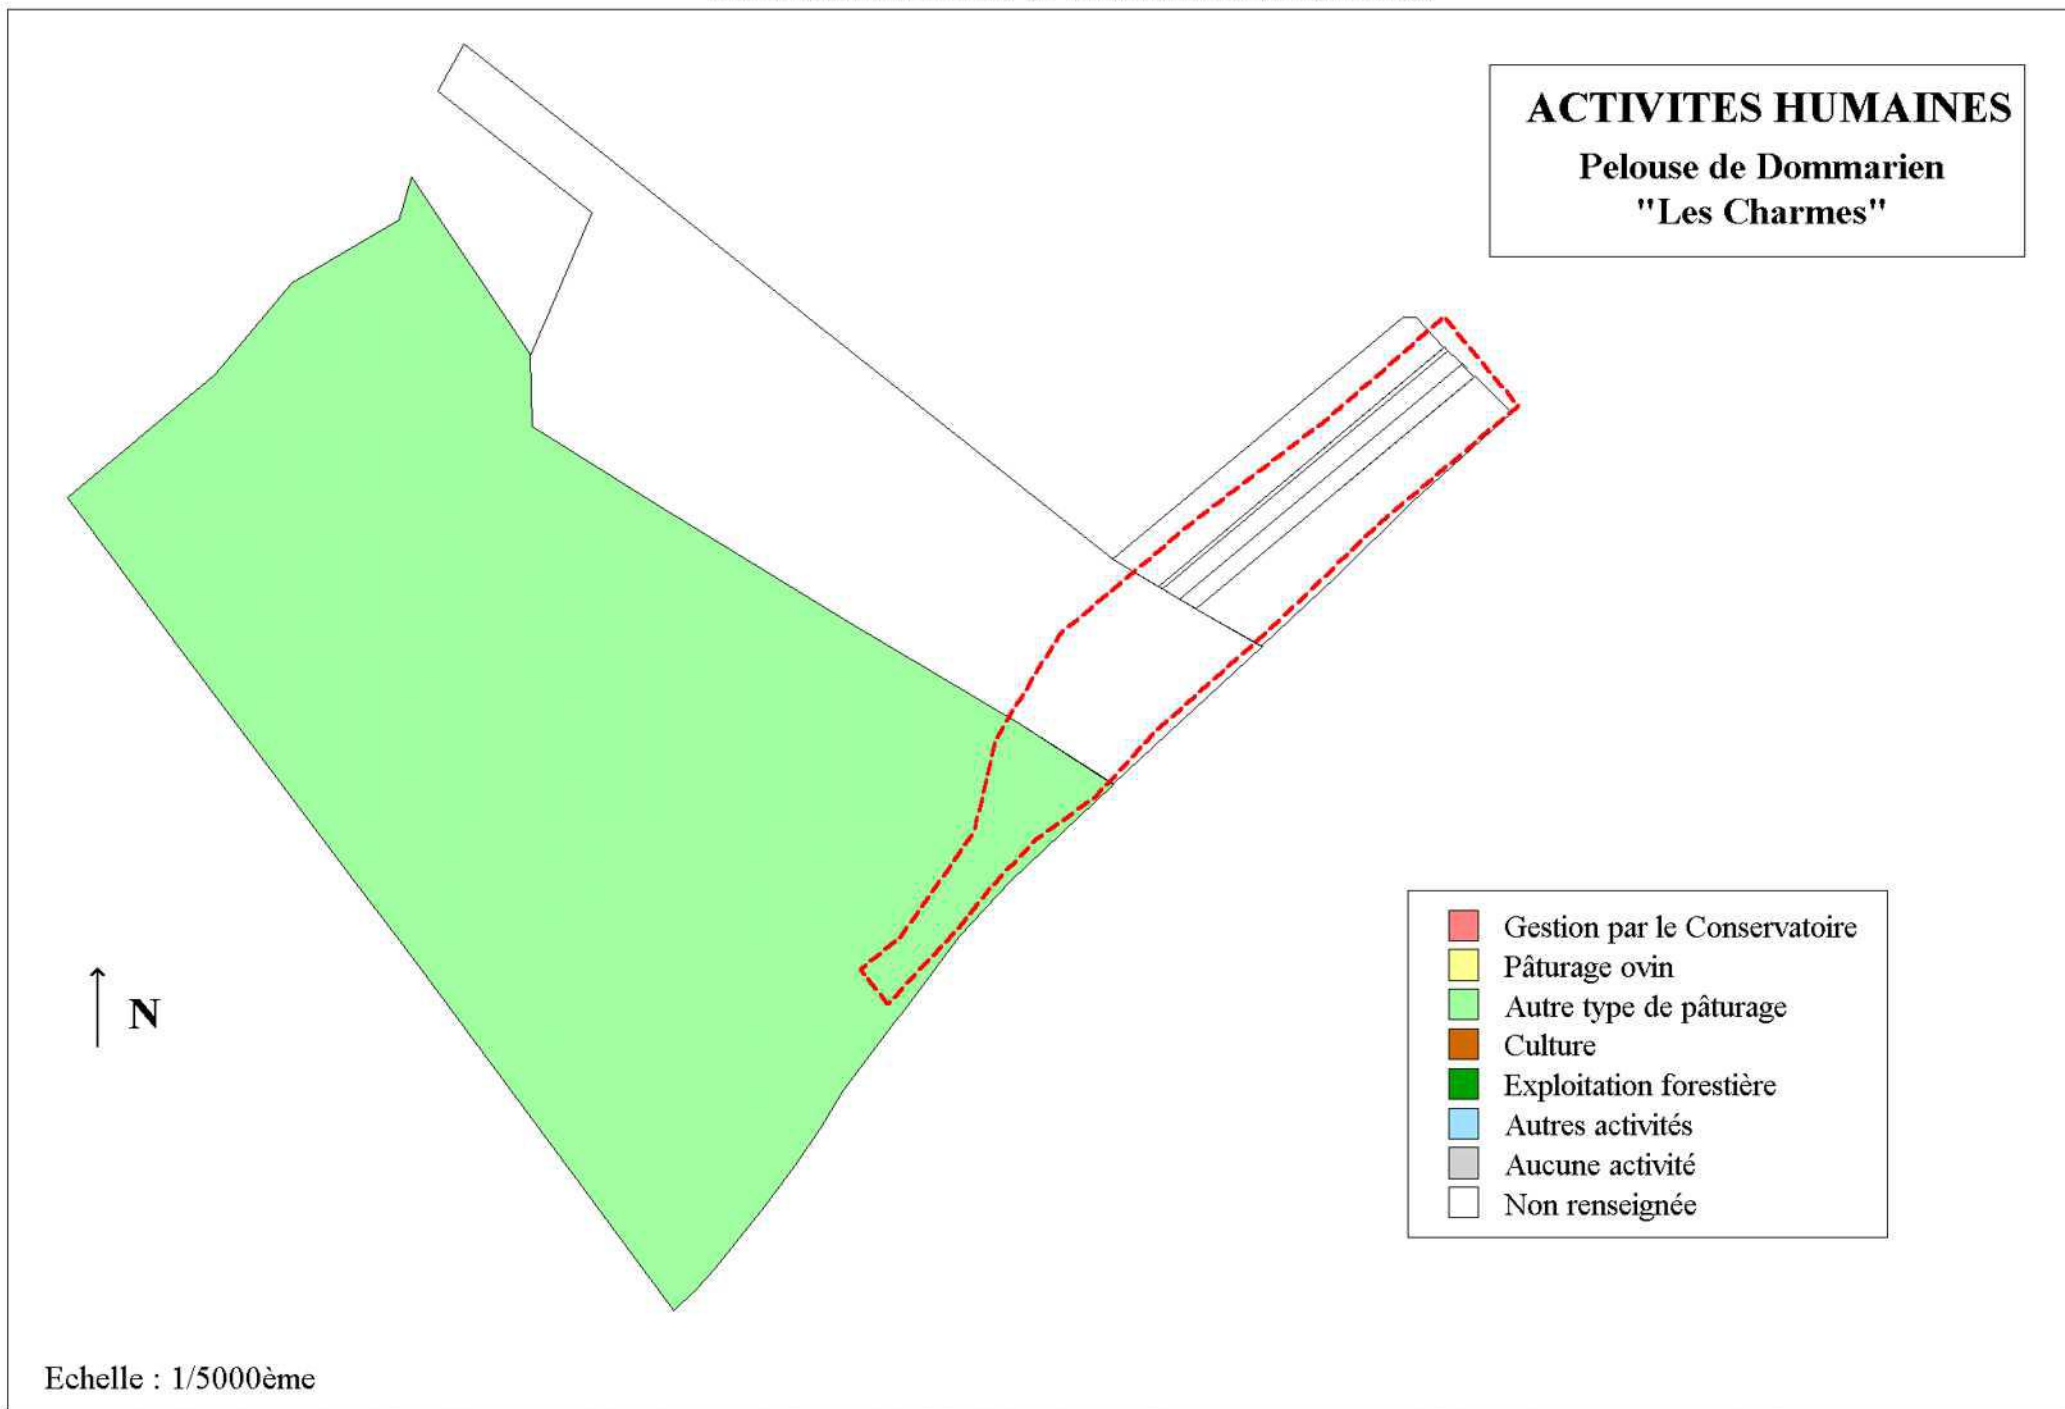 ACTIVITES HUMAINES
Pelouse de Dommarien
"Les Charmes"
N
Gestion par le Conservatoire
Pâturage ovin
Autre type de pâturage
Culture
Exploitation forestière
Autres activités
Aucune activité
Non renseignée
Echelle : 1/5000ème